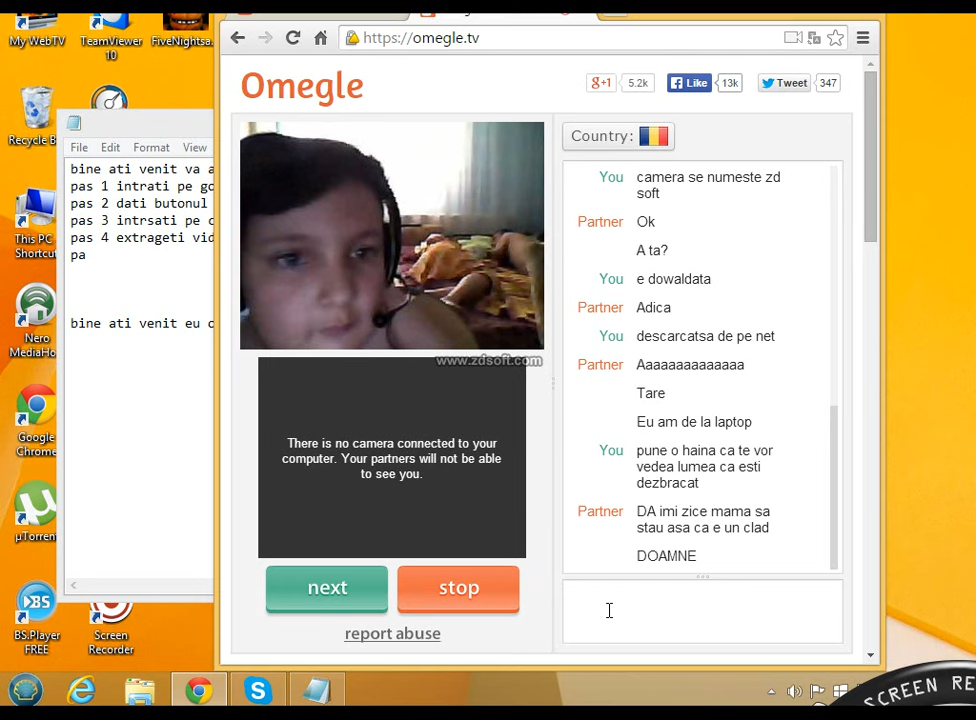 My WebTV
TeamViewer
10
FiveNightsa...
https://omegle.tv
Omegle
g+1
5.2k
Like
13k
Tweet
347
Recycle B
File Edit Format View
bine ati venit va a
pas 1 intrati pe go
pas 2 dati butonul
pas 3 intrsati pe c
pas 4 extrageti vid
pa
bine ati venit eu c
This PC
Shortcut
Nero
MediaHo
Google
Chrome
µTorrent
BS.Player
FREE
Screen
Recorder
www.zdsoft.com
There is no camera connected to your
computer. Your partners will not be able
to see you.
next
stop
report abuse
Country:
You camera se numeste zd
soft
Partner Ok
A ta?
You e dowaldata
Partner Adica
You descarcatsa de pe net
Partner Aaaaaaaaaaaaaa
Tare
Eu am de la laptop
You pune o haina ca te vor
vedea lumea ca esti
dezbracat
Partner DA imi zice mama sa
stau asa ca e un clad
DOAMNE
SCREEN RE